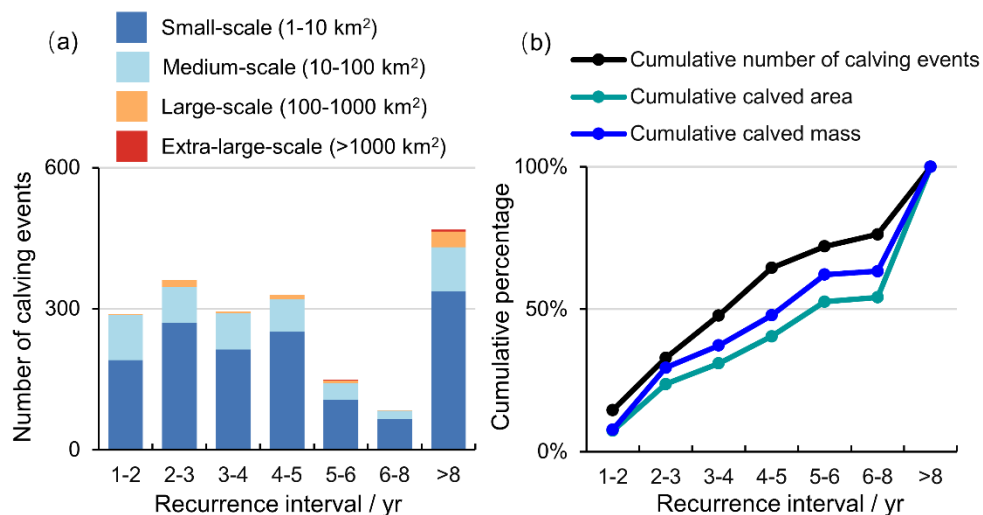 (a)
Small-scale (1-10 km²)
Medium-scale (10-100 km²)
Large-scale (100-1000 km²)
Extra-large-scale (>1000 km²)
Number of calving events
600
300
0
1-2 2-3 3-4 4-5 5-6 6-8 >8
Recurrence interval / yr
(b)
Cumulative number of calving events
Cumulative calved area
Cumulative calved mass
Cumulative percentage
100%
50%
0%
1-2 2-3 3-4 4-5 5-6 6-8 >8
Recurrence interval / yr